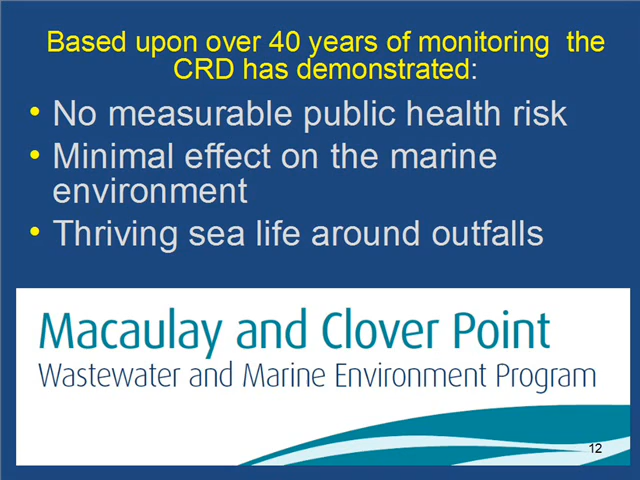 Based upon over 40 years of monitoring  the
CRD has demonstrated:
• No measurable public health risk
• Minimal effect on the marine
environment
• Thriving sea life around outfalls
Macaulay and Clover Point
Wastewater and Marine Environment Program
12